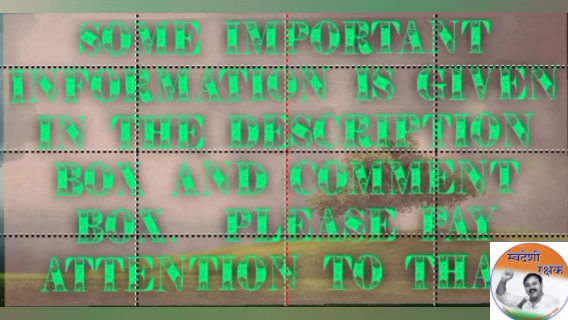 SOME IMPORTANT
INFORMATION IS GIVEN
IN THE DESCRIPTION
BOX AND COMMENT
BOX. PLEASE PAY
ATTENTION TO THA
स्वदेशी
रक्षक